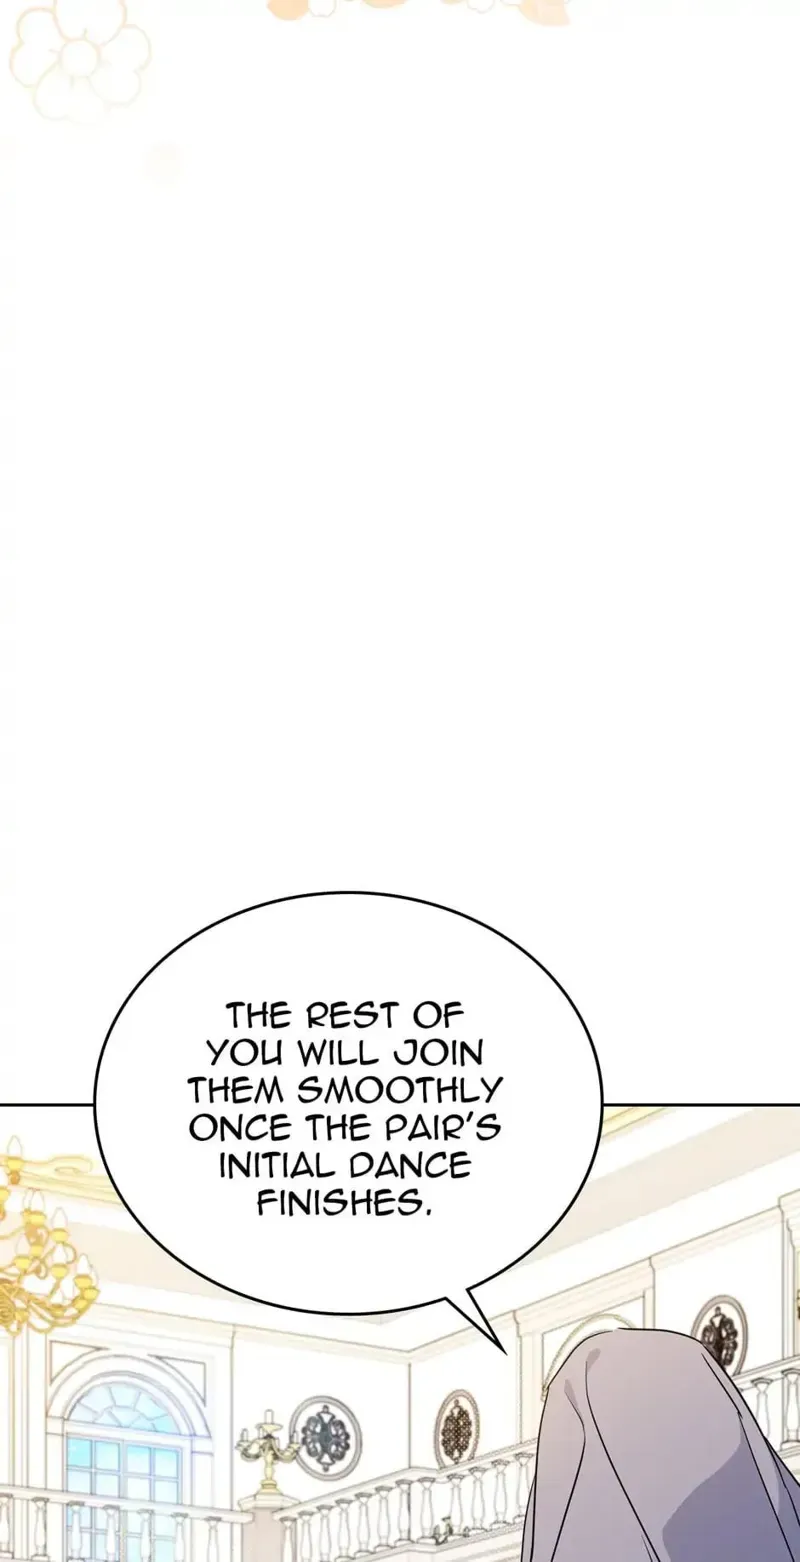 THE REST OF
YOU WILL JOIN
THEM SMOOTHLY
ONCE THE PAIR'S
INITIAL DANCE
FINISHES.